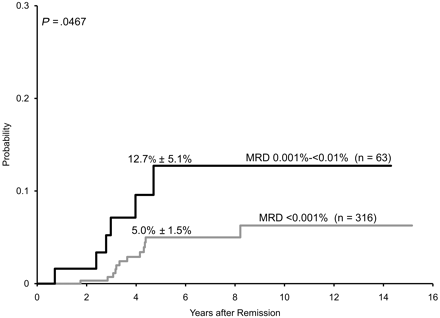 0.3
P = .0467
0.2
Probability
12.7% ± 5.1%
MRD 0.001%-<0.01% (n = 63)
0.1
5.0% ± 1.5%
MRD <0.001% (n = 316)
0
0 2 4 6 8 10 12 14 16
Years after Remission